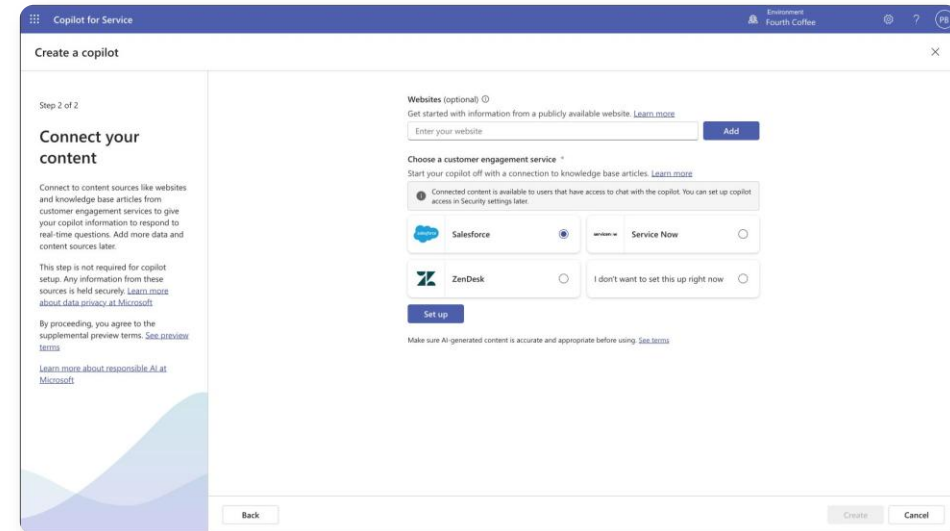 Copilot for Service
Environment
Fourth Coffee
?
PB
Create a copilot
Step 2 of 2
Connect your
content
Connect to content sources like websites
and knowledge base articles from
customer engagement services to give
your copilot information to respond to
real-time questions. Add more data and
content sources later.
This step is not required for copilot
setup. Any information from these
sources is held securely. Learn more
about data privacy at Microsoft
By proceeding, you agree to the
supplemental preview terms. See preview
terms
Learn more about responsible AI at
Microsoft
Websites (optional)
Get started with information from a publicly available website. Learn more
Enter your website
Add
Choose a customer engagement service *
Start your copilot off with a connection to knowledge base articles. Learn more
Connected content is available to users that have access to chat with the copilot. You can set up copilot
access in Security settings later.
salesforce
Salesforce
servicenow
Service Now
ZenDesk
I don't want to set this up right now
Set up
Make sure AI-generated content is accurate and appropriate before using. See terms
Back
Create
Cancel